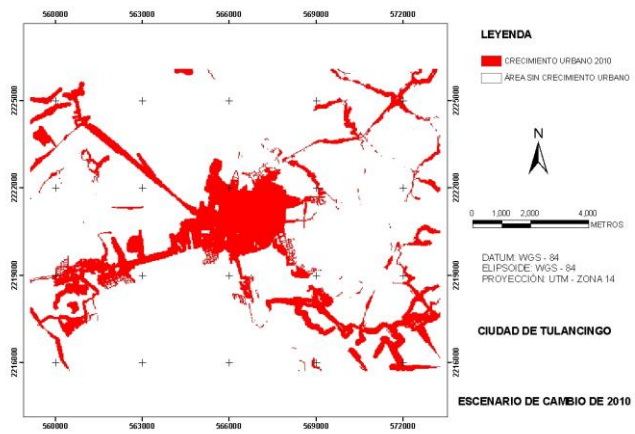 560000 563000 566000 569000 572000
2225000
2225000
2222000
2222000
2219000
2219000
2216000
2216000
560000 563000 566000 569000 572000
LEYENDA
CRECIMIENTO URBANO 2010
ÁREA SIN CRECIMIENTO URBANO
N
0 1,000 2,000 4,000
METROS
DATUM: WGS - 84
ELIPSOIDE: WGS - 84
PROYECCIÓN: UTM - ZONA 14
CIUDAD DE TULANCINGO
ESCENARIO DE CAMBIO DE 2010